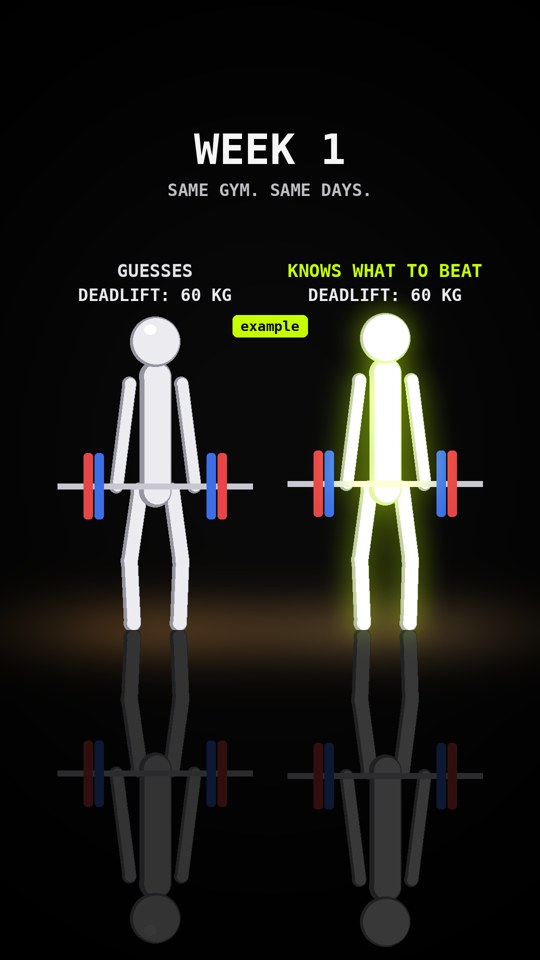 WEEK 1
SAME GYM. SAME DAYS.
GUESSES
DEADLIFT: 60 KG
KNOWS WHAT TO BEAT
DEADLIFT: 60 KG
example